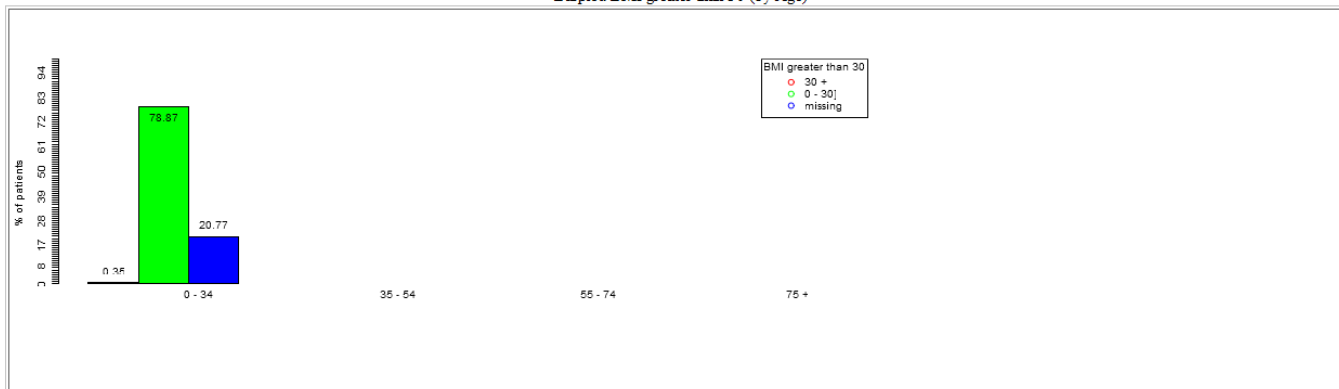 BMI greater than 30
30 +
0 - 30]
missing
% of patients
94
83
72
61
50
39
28
17
8
0
0.35
78.87
20.77
0 - 34
35 - 54
55 - 74
75 +